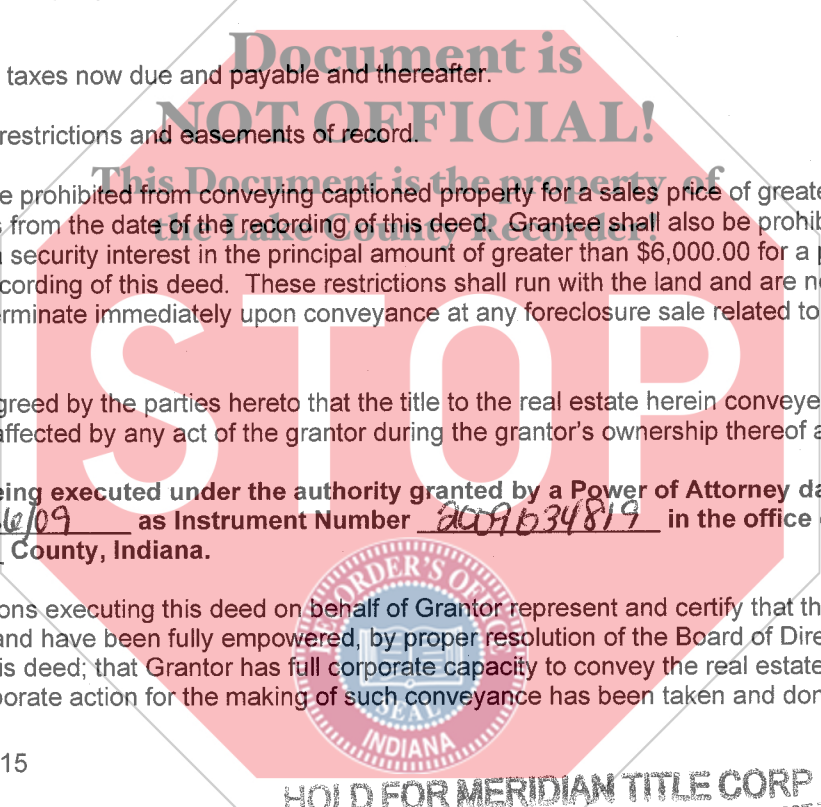 Document is
taxes now due and payable and thereafter.
NOT OFFICIAL!
restrictions and easements of record.
This Document is the property of
e prohibited from conveying captioned property for a sales price of greate
the Lake County Recorder!
s from the date of the recording of this deed. Grantee shall also be prohib
security interest in the principal amount of greater than $6,000.00 for a p
cording of this deed. These restrictions shall run with the land and are n
erminate immediately upon conveyance at any foreclosure sale related to
STOP
greed by the parties hereto that the title to the real estate herein conveye
affected by any act of the grantor during the grantor's ownership thereof a
eing executed under the authority granted by a Power of Attorney da
6/09 as Instrument Number 2009034819 in the office
County, Indiana.
RECORDER'S OFFICE
ons executing this deed on behalf of Grantor represent and certify that th
and have been fully empowered, by proper resolution of the Board of Dire
is deed; that Grantor has full corporate capacity to convey the real estate
porate action for the making of such conveyance has been taken and don
SEAL
INDIANA
15
HOLD FOR MERIDIAN TITLE CORP